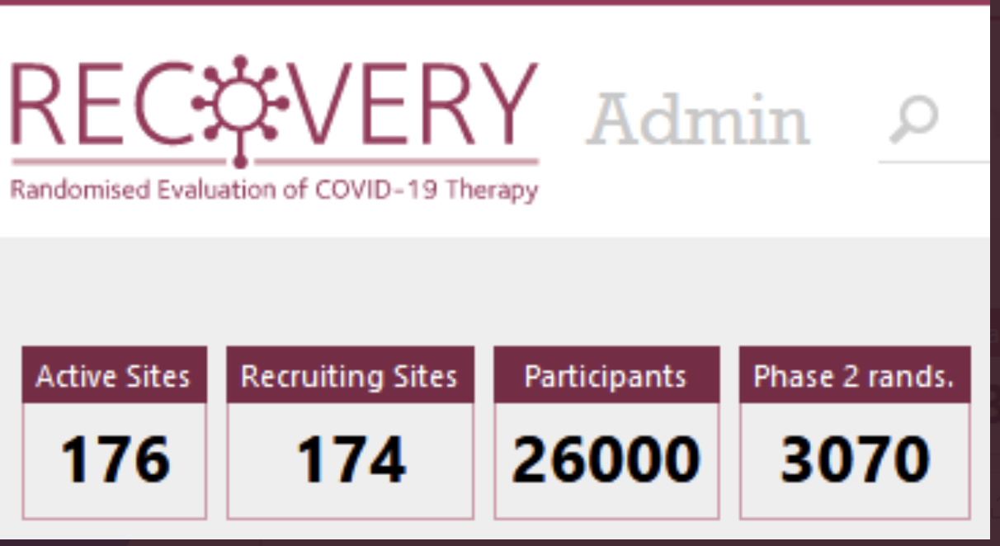 RECOVERY Admin
Randomised Evaluation of COVID-19 Therapy
Active Sites Recruiting Sites Participants Phase 2 rands.
176 174 26000 3070